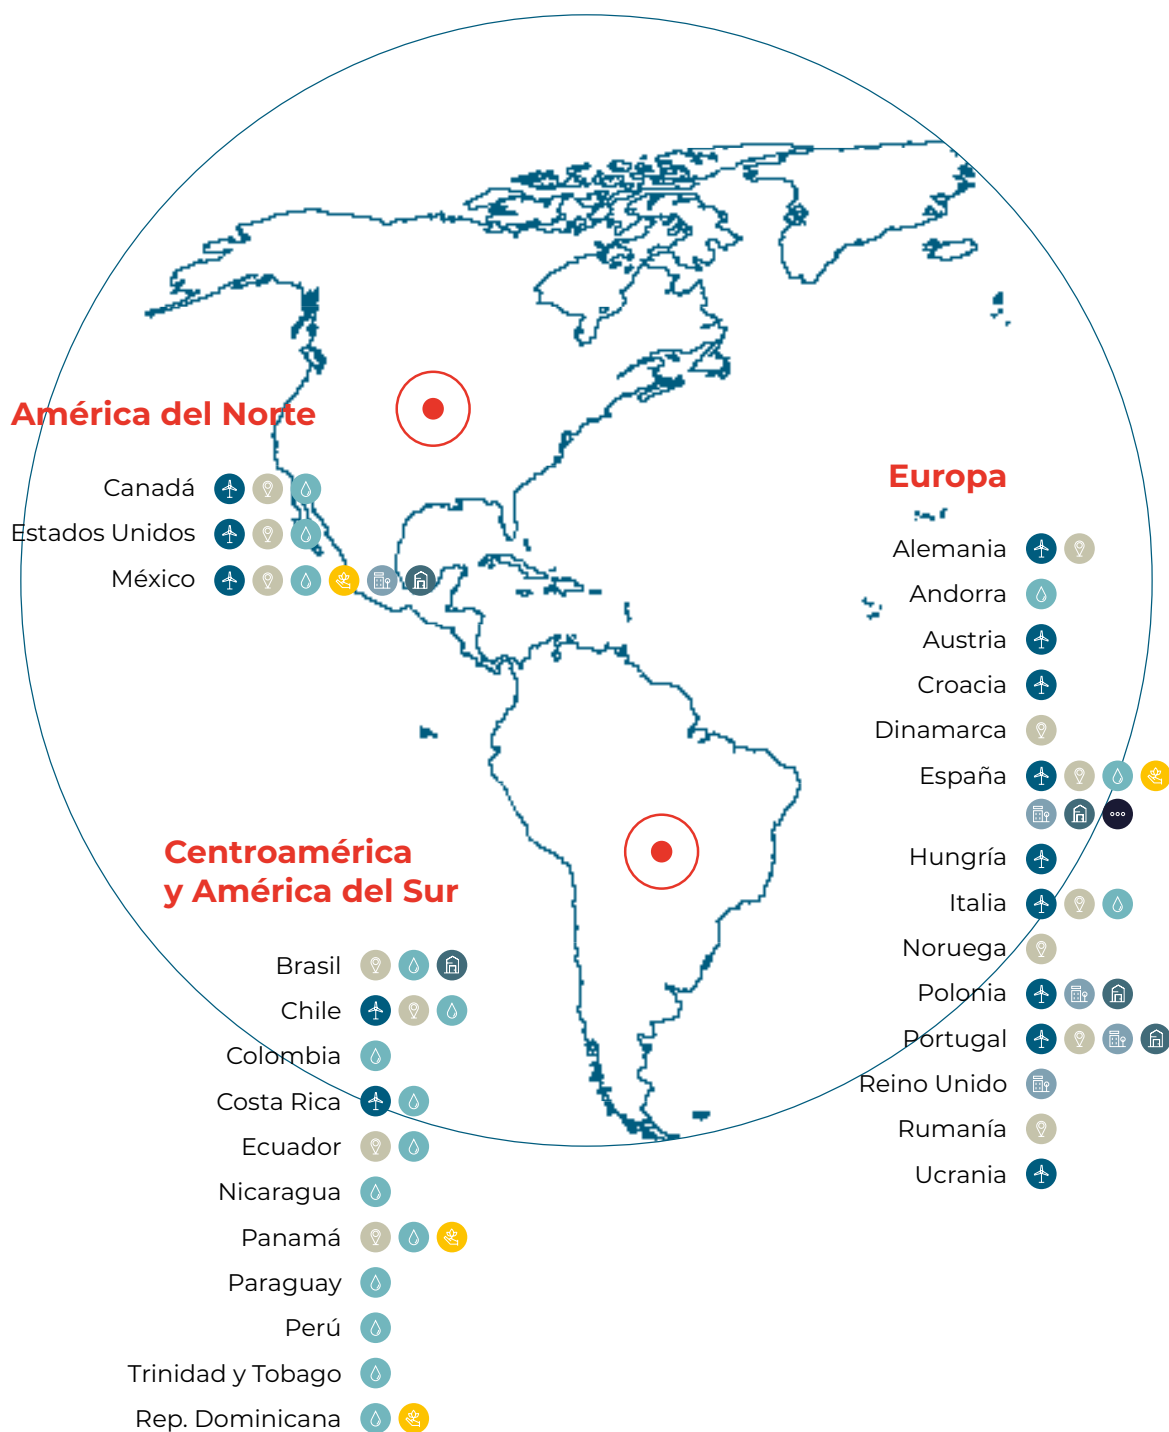 América del Norte
Canadá
Estados Unidos
México
Centroamérica
y América del Sur
Brasil
Chile
Colombia
Costa Rica
Ecuador
Nicaragua
Panamá
Paraguay
Perú
Trinidad y Tobago
Rep. Dominicana
Europa
Alemania
Andorra
Austria
Croacia
Dinamarca
España
Hungría
Italia
Noruega
Polonia
Portugal
Reino Unido
Rumanía
Ucrania